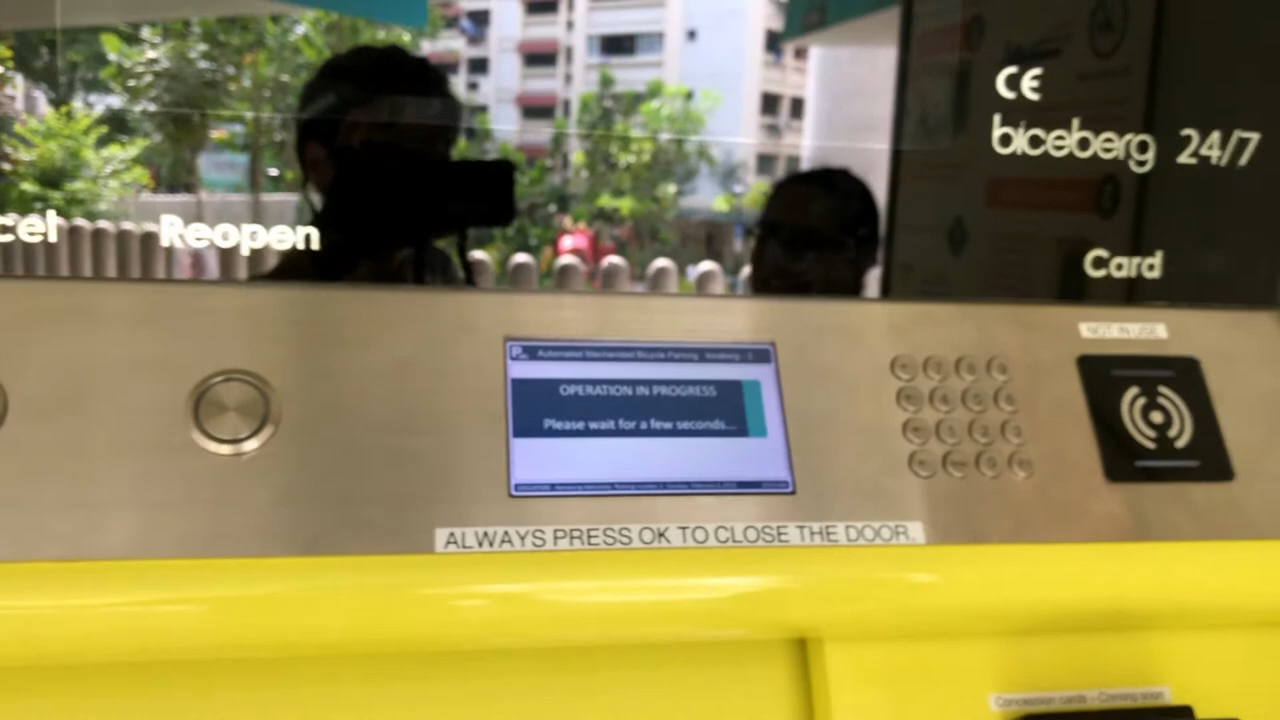 CE
biceberg 24/7
cel
Reopen
Card
NOT IN USE
Automated Mechanized Bicycle Parking
OPERATION IN PROGRESS
Please wait for a few seconds...
ALWAYS PRESS OK TO CLOSE THE DOOR.
Concession cards - Coming soon